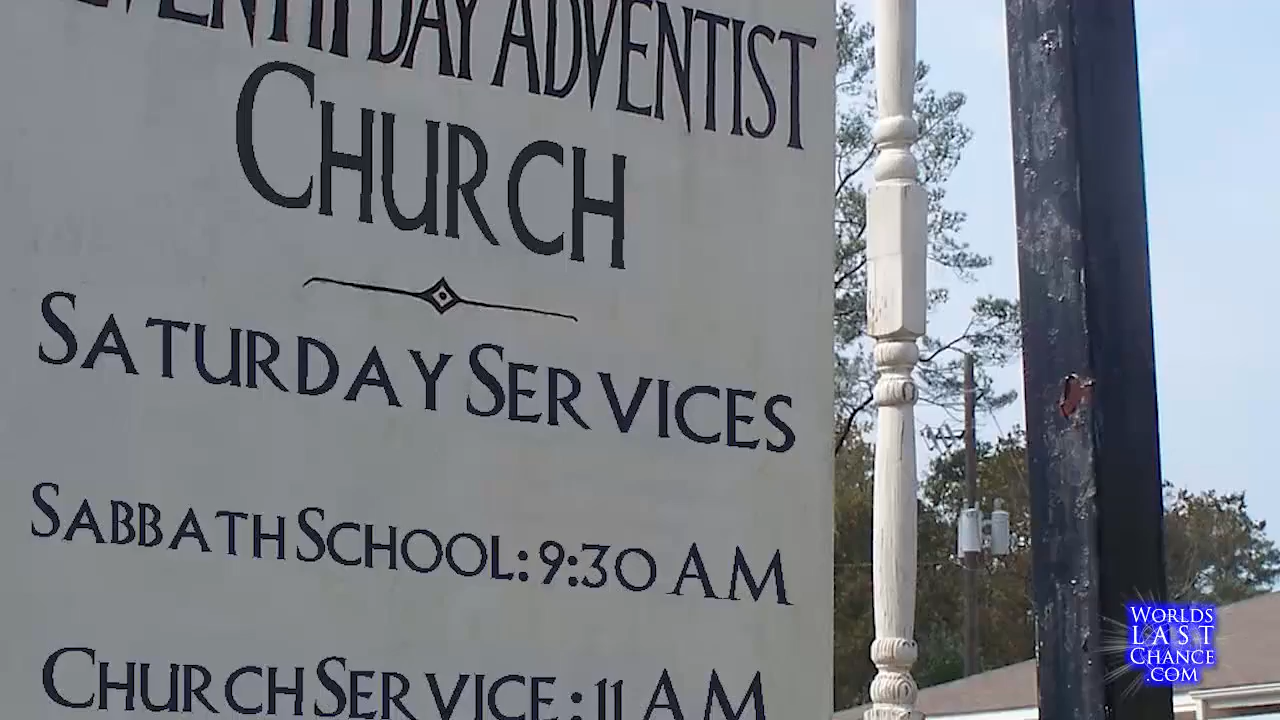 DAY ADVENTIST
CHURCH
SATURDAY SERVICES
SABBATH SCHOOL: 9:30 AM
CHURCH SERVICE: 11 AM
WORLDS
LAST
CHANCE
.COM